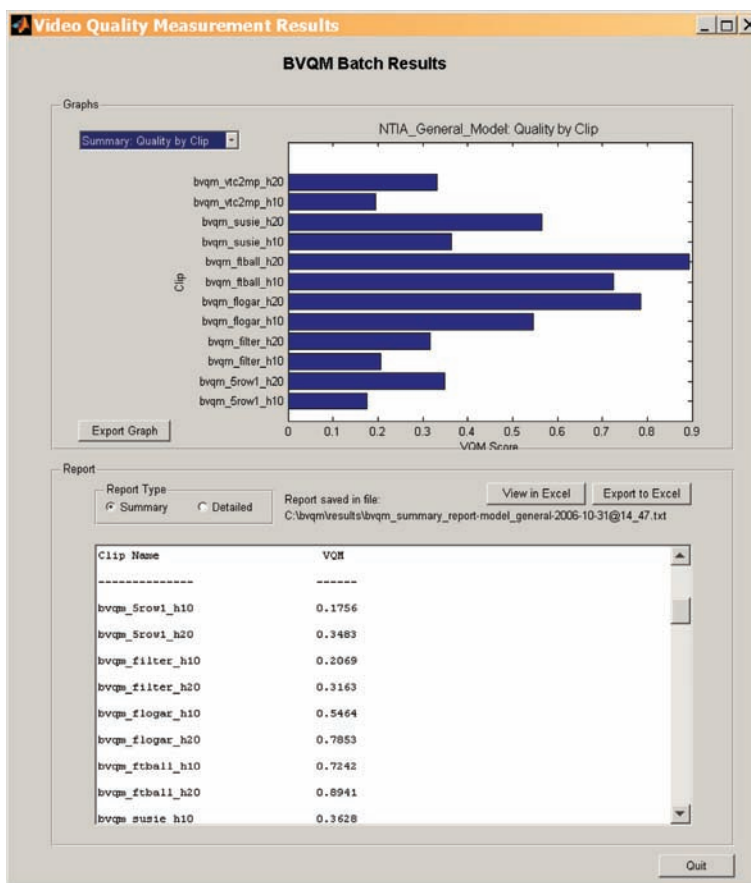 Video Quality Measurement Results
BVQM Batch Results
Graphs
Summary: Quality by Clip
NTIA_General_Model: Quality by Clip
Clip
bvqm_vtc2mp_h20
bvqm_vtc2mp_h10
bvqm_susie_h20
bvqm_susie_h10
bvqm_ftball_h20
bvqm_ftball_h10
bvqm_flogar_h20
bvqm_flogar_h10
bvqm_filter_h20
bvqm_filter_h10
bvqm_5row1_h20
bvqm_5row1_h10
0 0.1 0.2 0.3 0.4 0.5 0.6 0.7 0.8 0.9
VQM Score
Export Graph
Report
Report Type
Summary Detailed
Report saved in file:
View in Excel Export to Excel
C:\bvqm\results\bvqm_summary_report-model_general-2006-10-31@14_47.txt
Clip Name VQM
-------------- ------
bvqm_5row1_h10 0.1756
bvqm_5row1_h20 0.3483
bvqm_filter_h10 0.2069
bvqm_filter_h20 0.3163
bvqm_flogar_h10 0.5464
bvqm_flogar_h20 0.7853
bvqm_ftball_h10 0.7242
bvqm_ftball_h20 0.8941
bvqm_susie_h10 0.3628
Quit